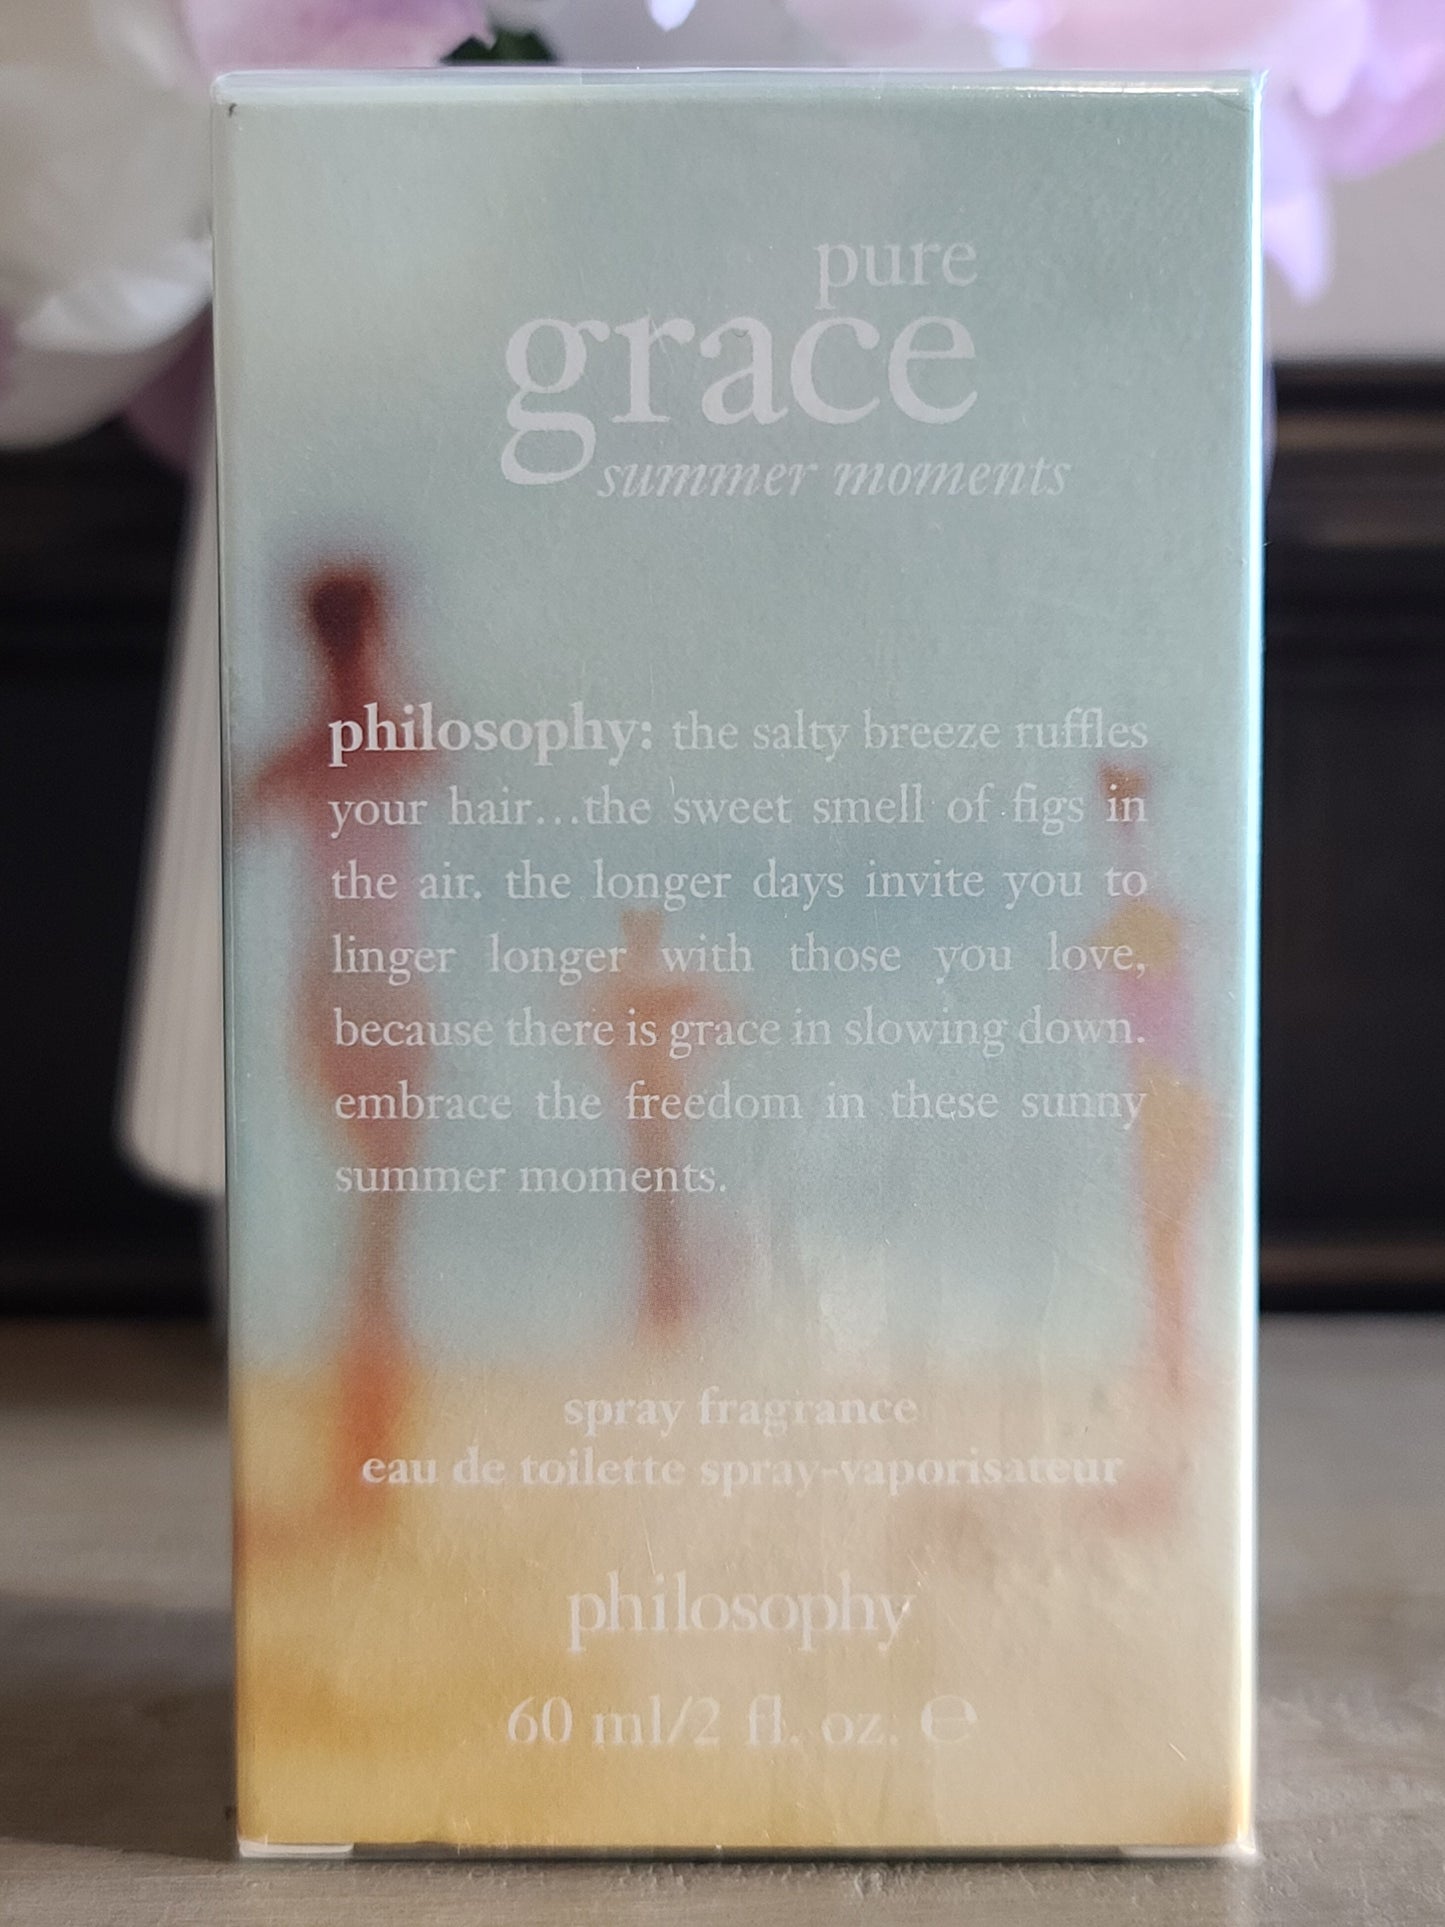 pure
grace
summer moments
philosophy: the salty breeze ruffles
your hair...the sweet smell of figs in
the air. the longer days invite you to
linger longer with those you love,
because there is grace in slowing down.
embrace the freedom in these sunny
summer moments.
spray fragrance
eau de toilette spray-vaporisateur
philosophy
60 ml/2 fl. oz. ℮